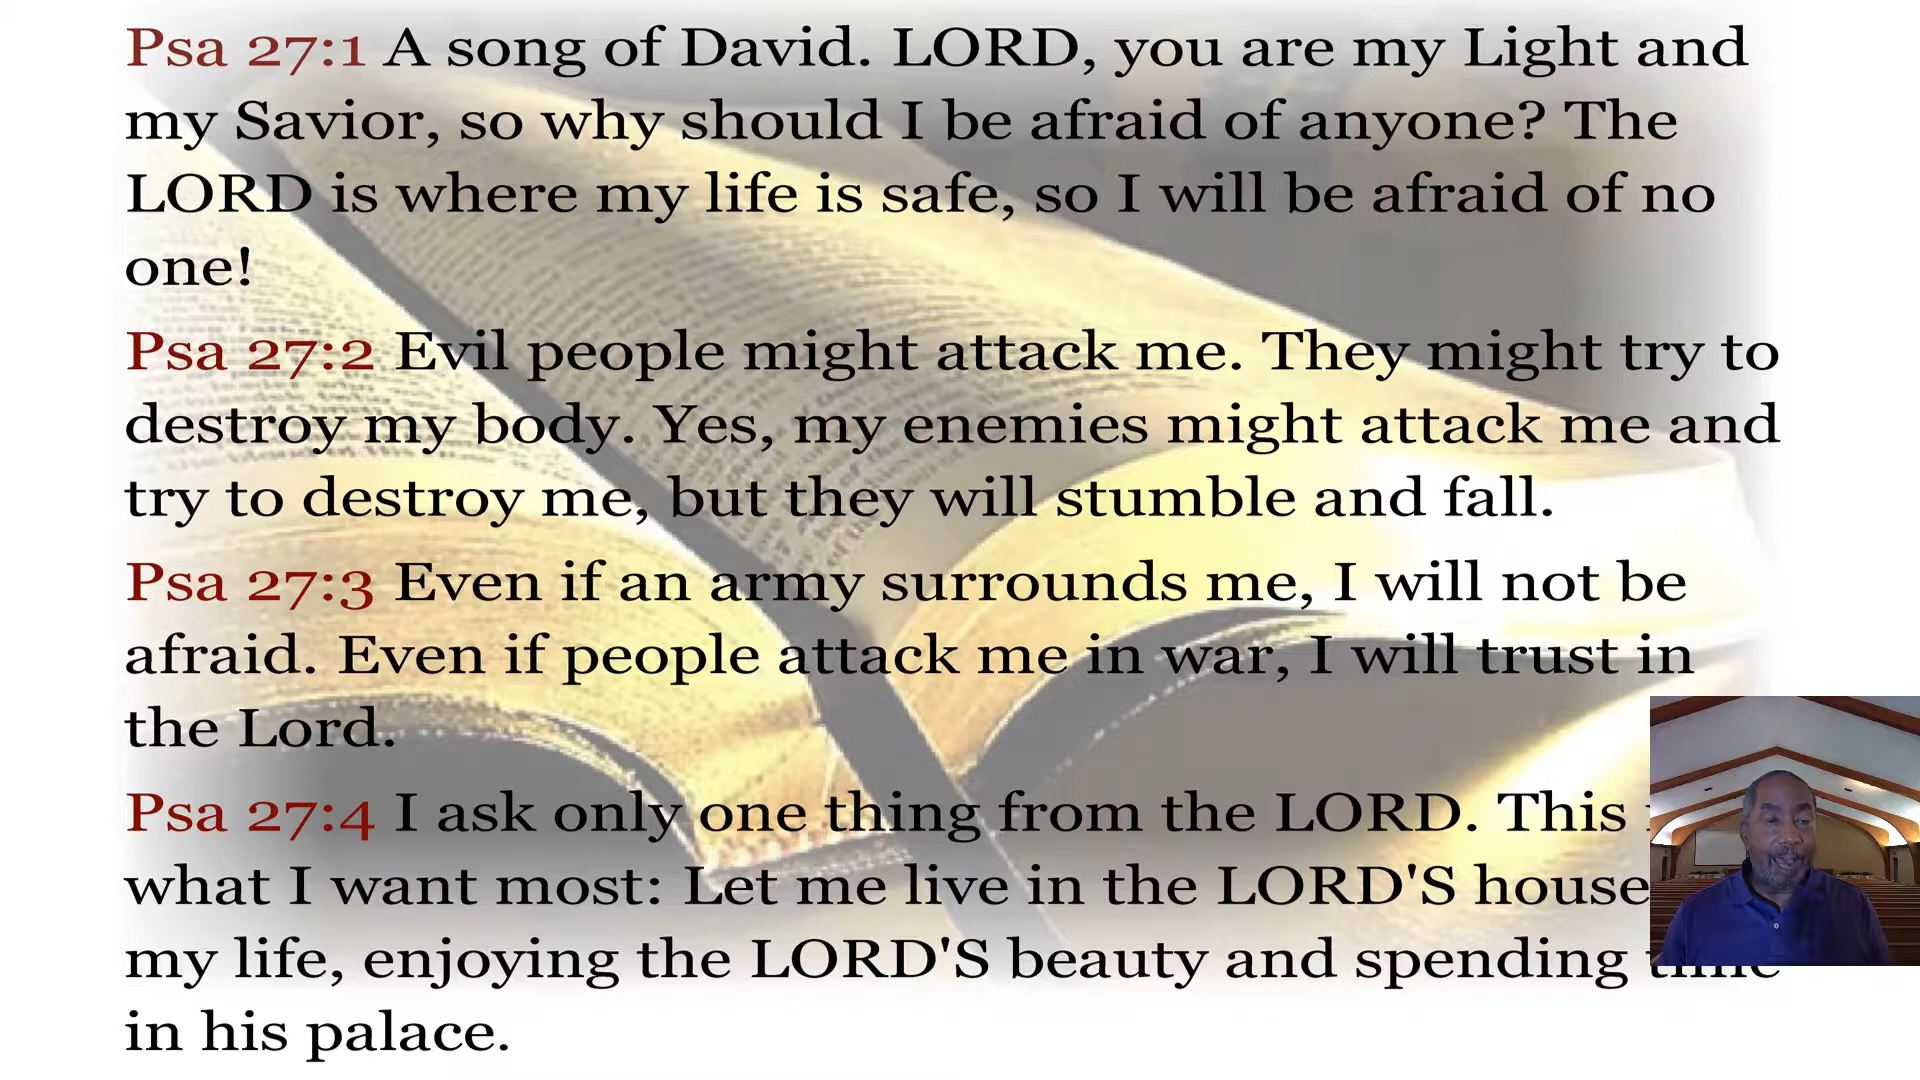 Psa 27:1 A song of David. LORD, you are my Light and
my Savior, so why should I be afraid of anyone? The
LORD is where my life is safe, so I will be afraid of no
one!
Psa 27:2 Evil people might attack me. They might try to
destroy my body. Yes, my enemies might attack me and
try to destroy me, but they will stumble and fall.
Psa 27:3 Even if an army surrounds me, I will not be
afraid. Even if people attack me in war, I will trust in
the Lord.
Psa 27:4 I ask only one thing from the LORD. This
what I want most: Let me live in the LORD'S house
my life, enjoying the LORD'S beauty and spending
in his palace.